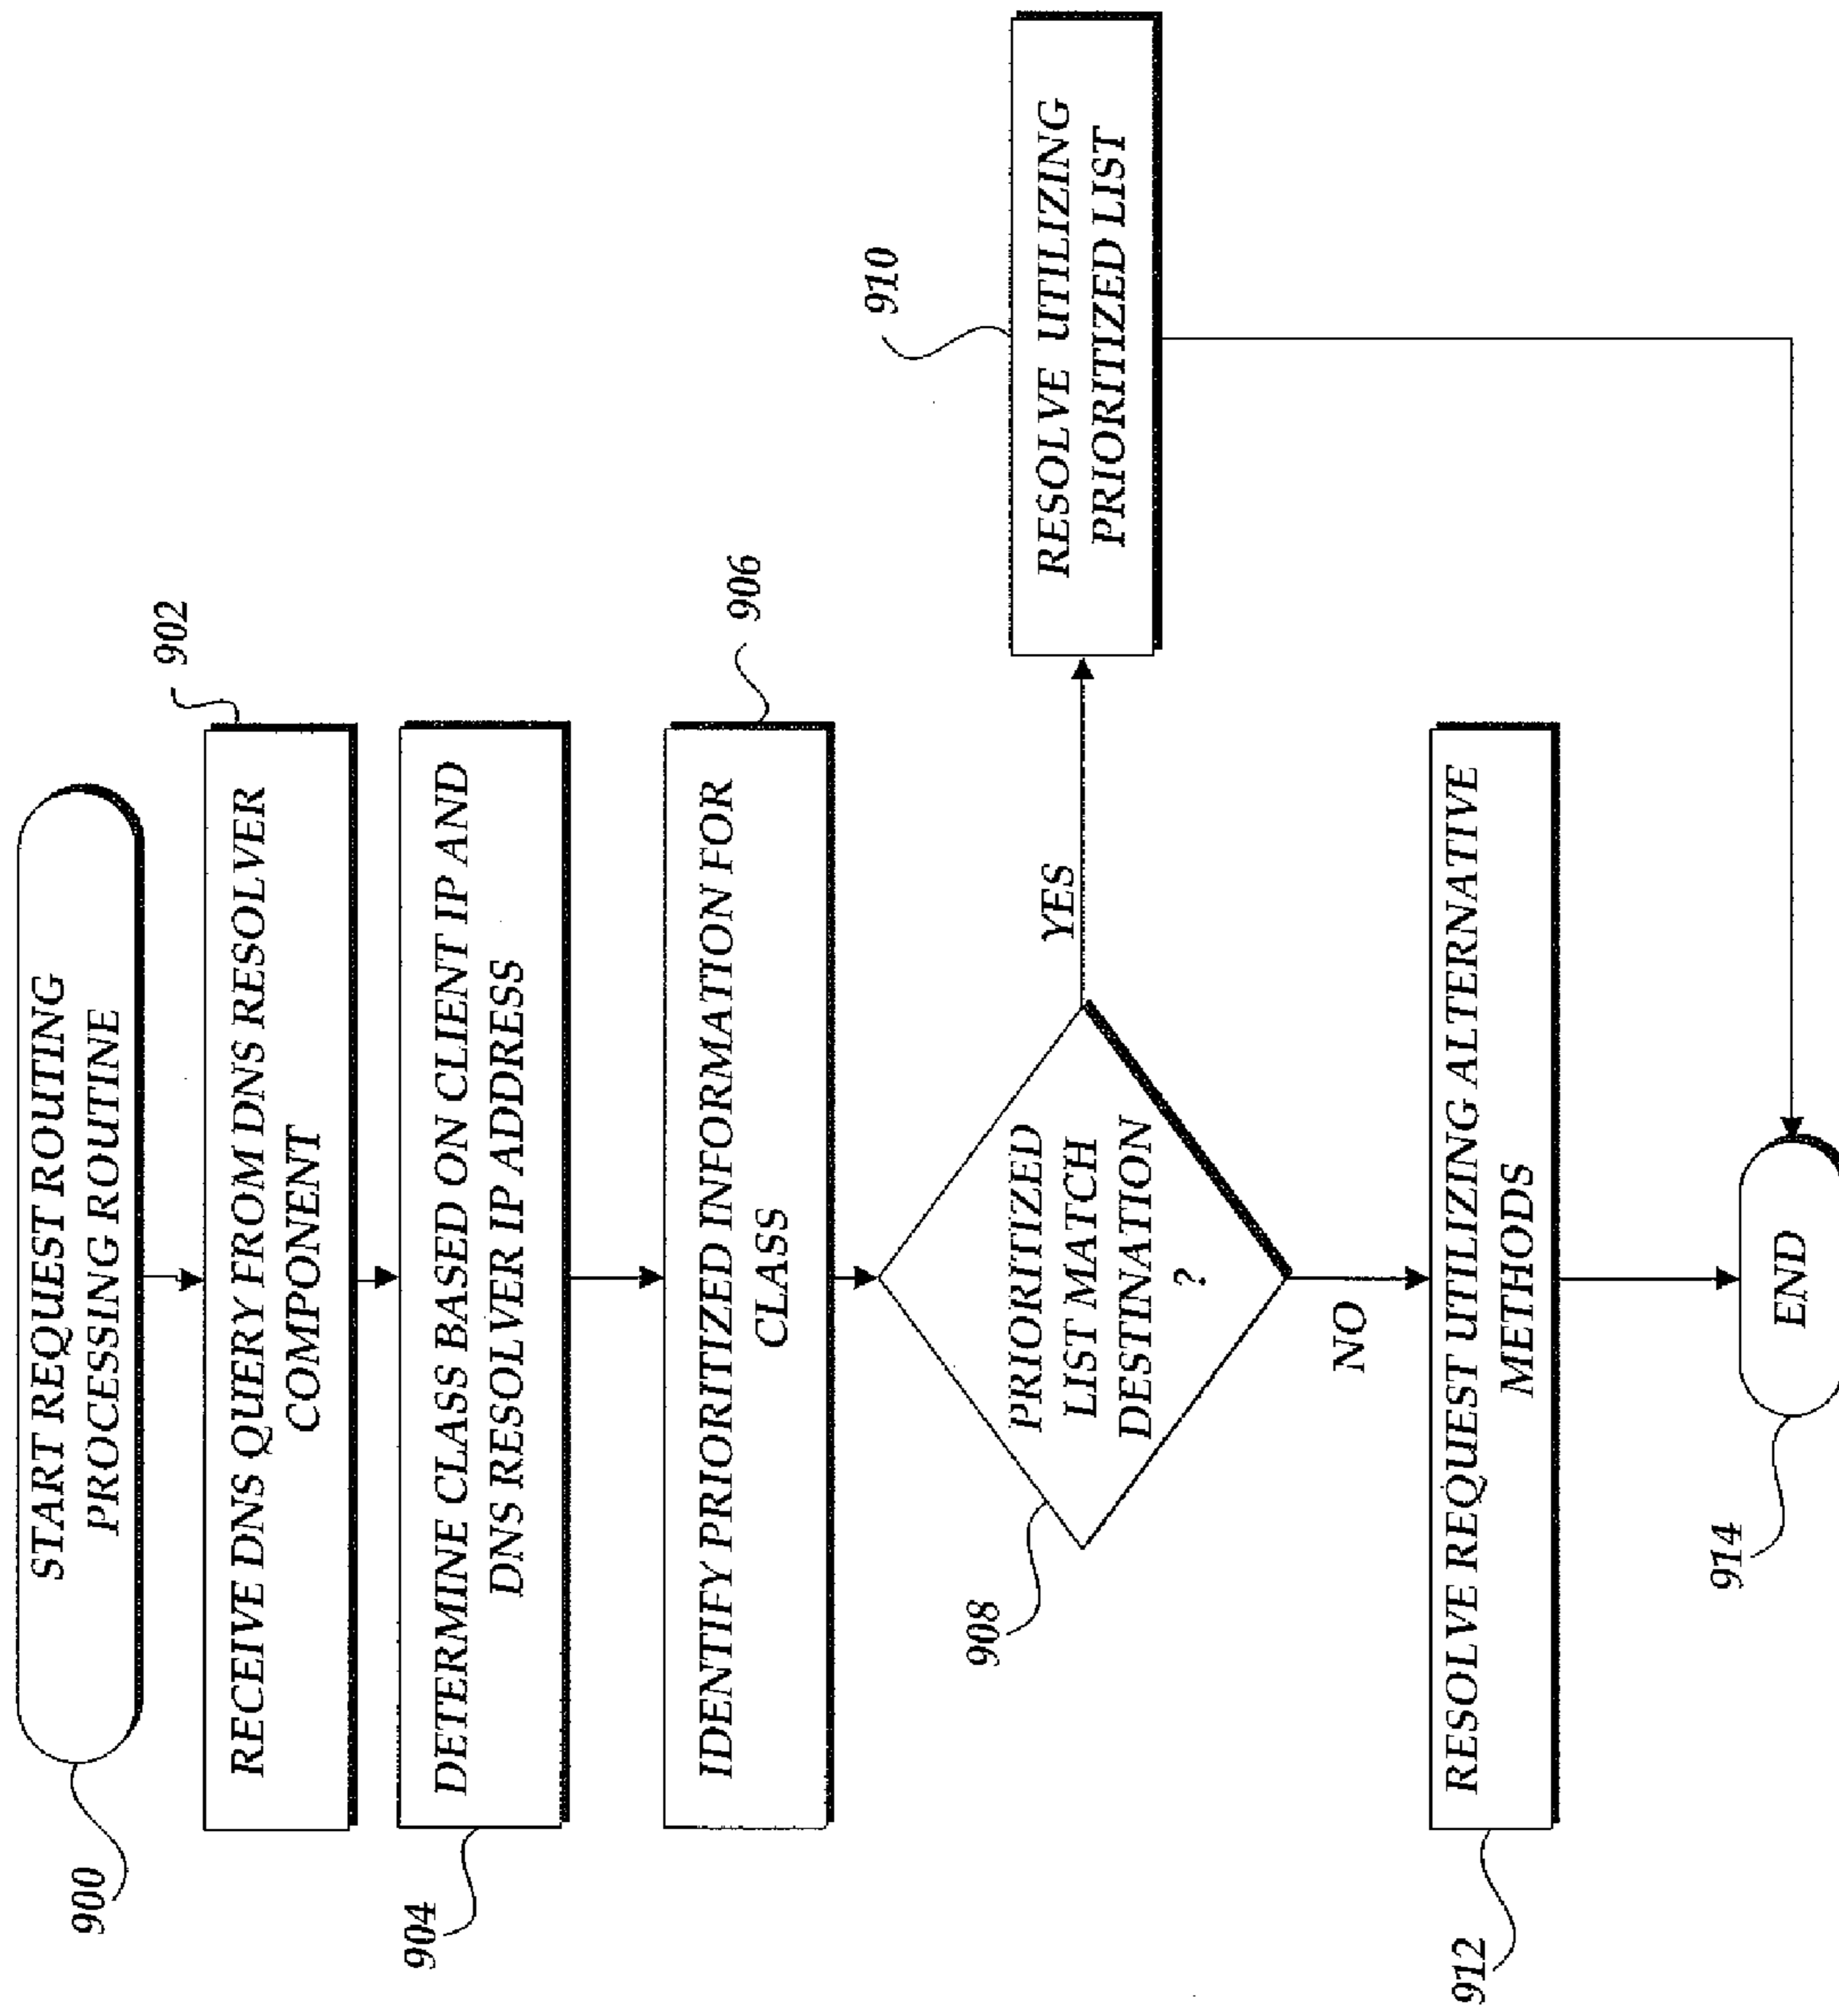 START REQUEST ROUTING
PROCESSING ROUTINE
900
RECEIVE DNS QUERY FROM DNS RESOLVER
COMPONENT
902
DETERMINE CLASS BASED ON CLIENT IP AND
DNS RESOLVER IP ADDRESS
904
IDENTIFY PRIORITIZED INFORMATION FOR
CLASS
906
PRIORITIZED
LIST MATCH
DESTINATION
?
908
YES
RESOLVE UTILIZING
PRIORITIZED LIST
910
NO
RESOLVE REQUEST UTILIZING ALTERNATIVE
METHODS
912
END
914